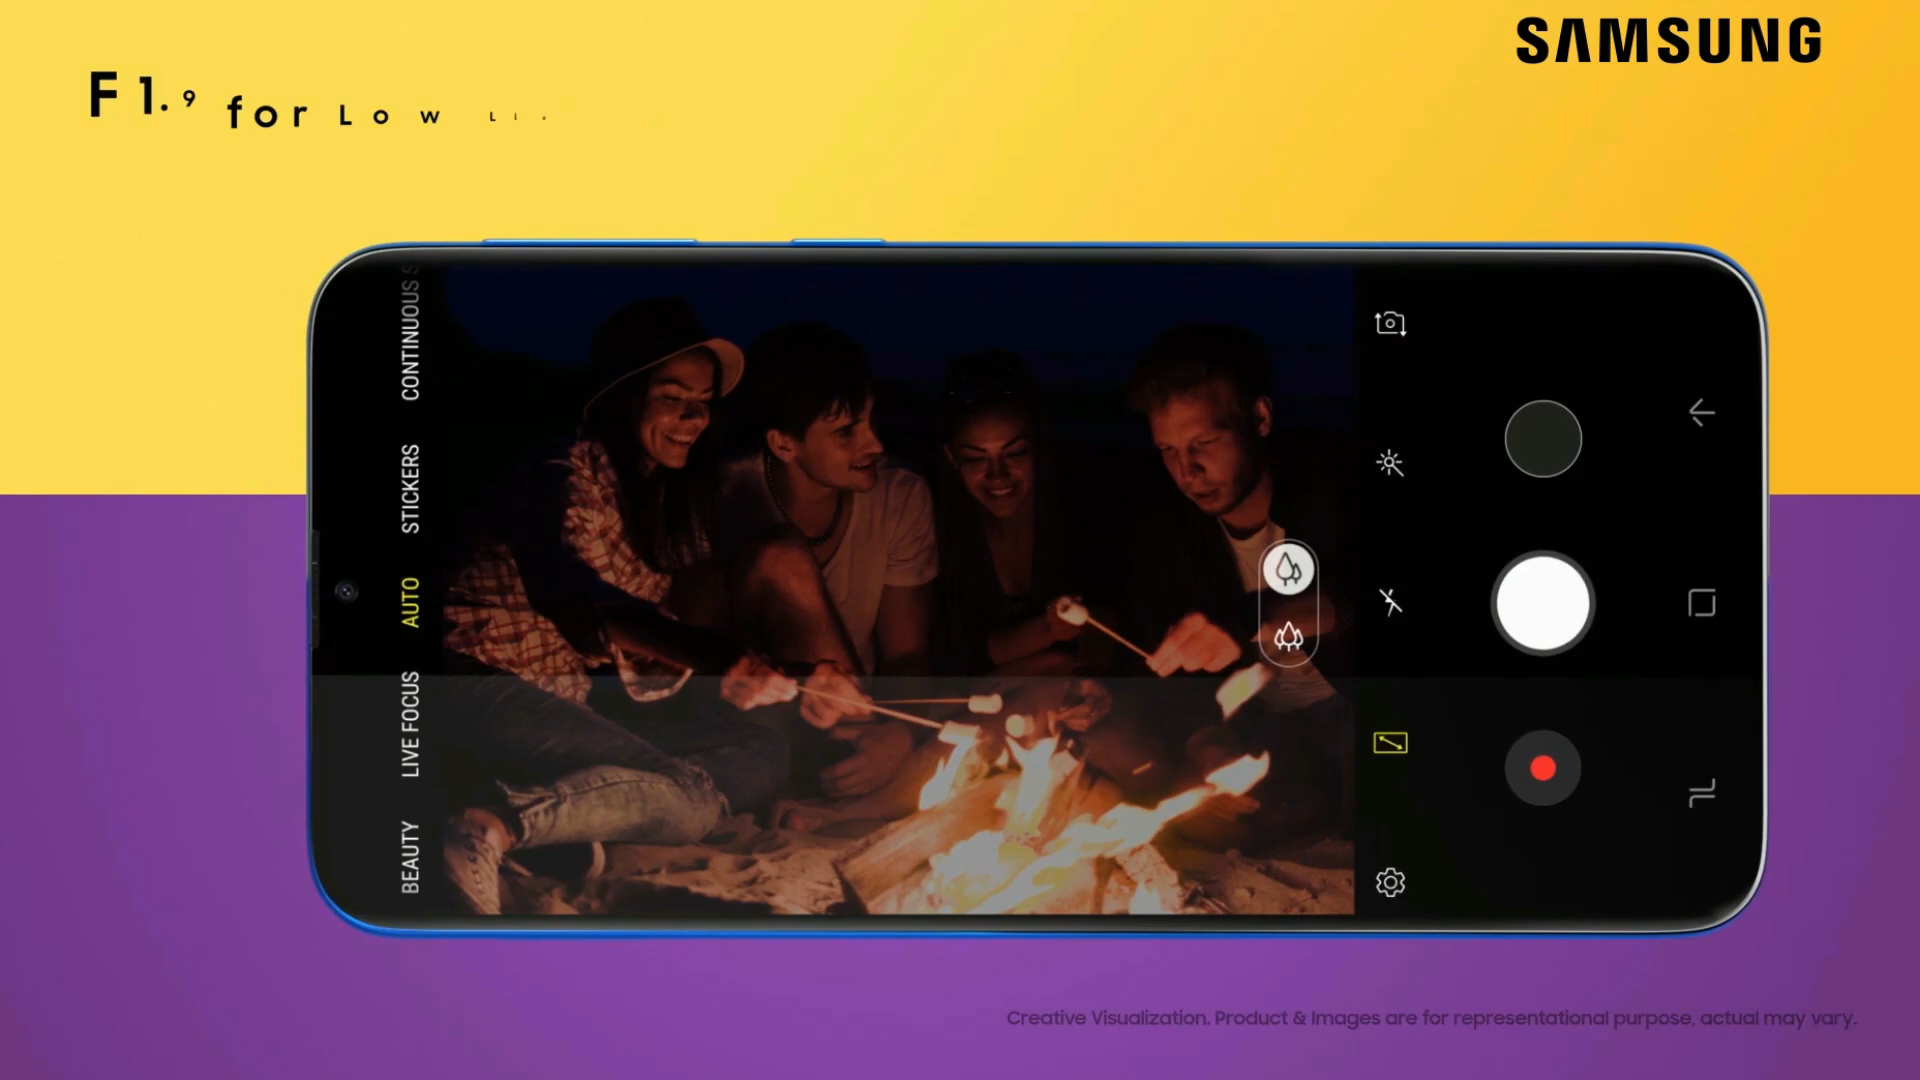 SAMSUNG
F1.9 for Low
CONTINUOUS
STICKERS
AUTO
LIVE FOCUS
BEAUTY
Creative Visualization. Product & Images are for representational purpose, actual may vary.